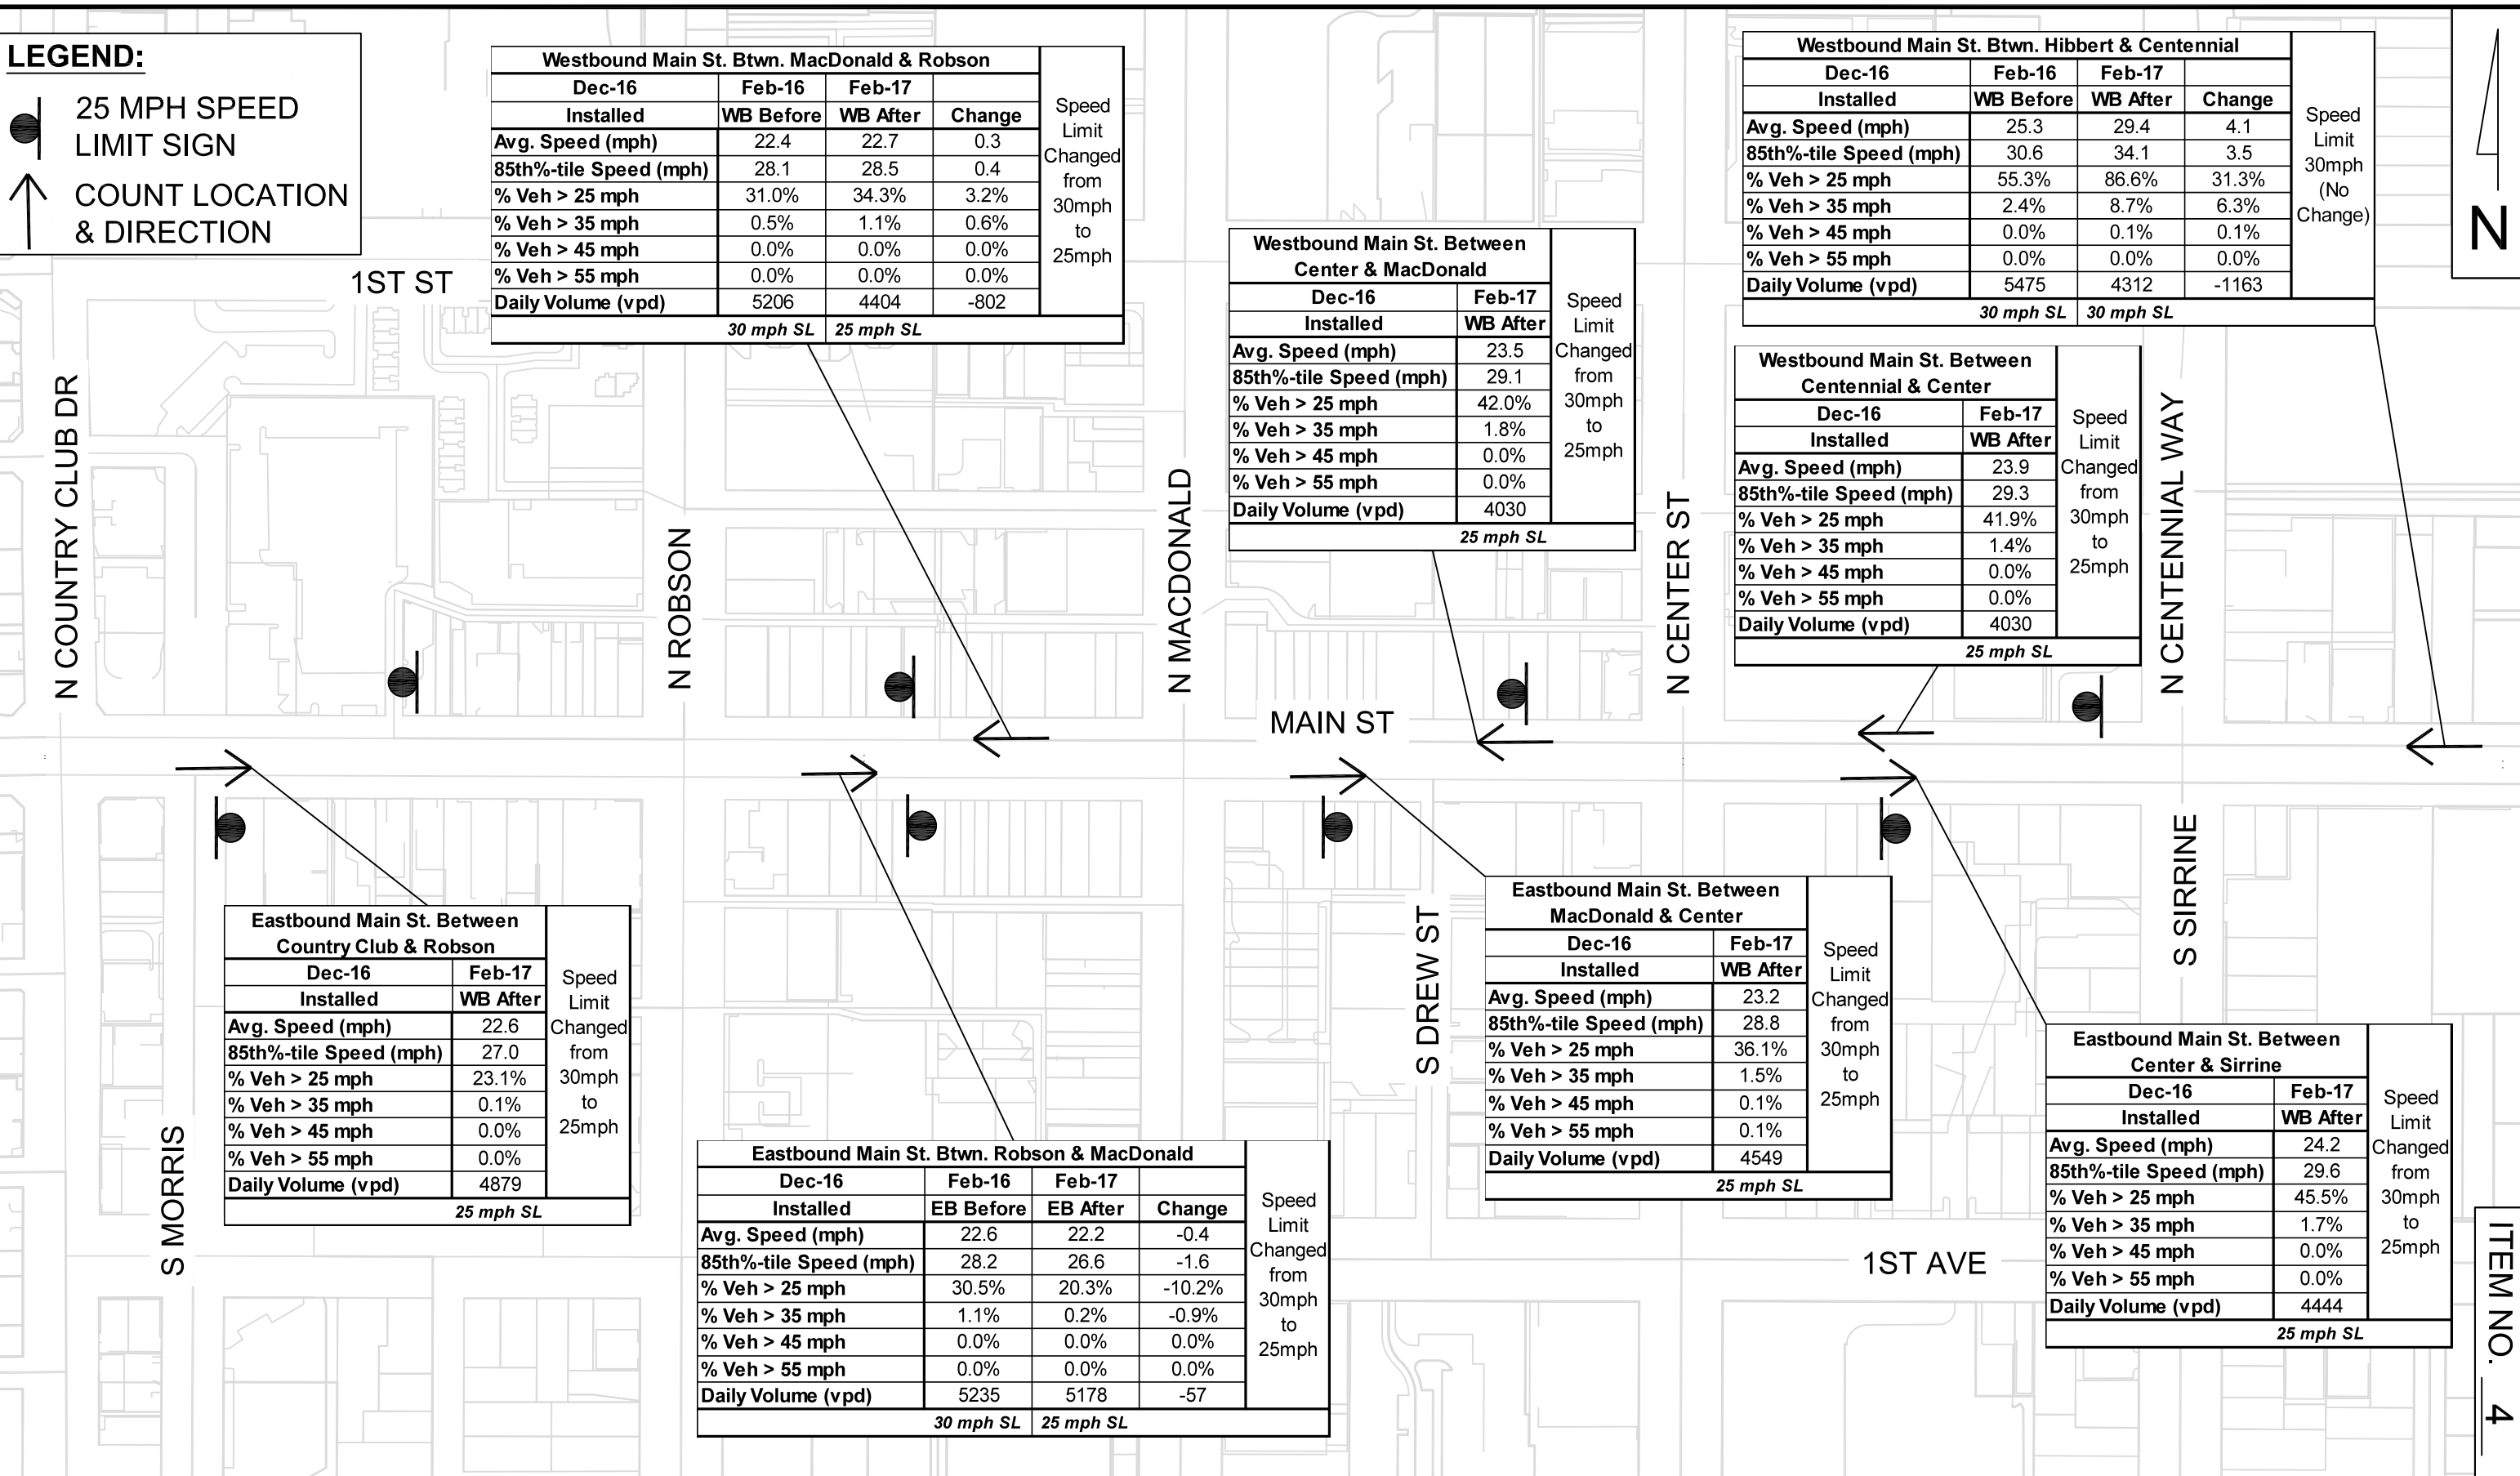 LEGEND:
25 MPH SPEED
LIMIT SIGN
COUNT LOCATION
& DIRECTION
Westbound Main St. Btwn. MacDonald & Robson
Dec-16 Feb-16 Feb-17
Installed WB Before WB After Change
Avg. Speed (mph) 22.4 22.7 0.3
85th%-tile Speed (mph) 28.1 28.5 0.4
% Veh > 25 mph 31.0% 34.3% 3.2%
% Veh > 35 mph 0.5% 1.1% 0.6%
% Veh > 45 mph 0.0% 0.0% 0.0%
% Veh > 55 mph 0.0% 0.0% 0.0%
Daily Volume (vpd) 5206 4404 -802
30 mph SL 25 mph SL
Speed
Limit
Changed
from
30mph
to
25mph
Westbound Main St. Btwn. Hibbert & Centennial
Dec-16 Feb-16 Feb-17
Installed WB Before WB After Change
Avg. Speed (mph) 25.3 29.4 4.1
85th%-tile Speed (mph) 30.6 34.1 3.5
% Veh > 25 mph 55.3% 86.6% 31.3%
% Veh > 35 mph 2.4% 8.7% 6.3%
% Veh > 45 mph 0.0% 0.1% 0.1%
% Veh > 55 mph 0.0% 0.0% 0.0%
Daily Volume (vpd) 5475 4312 -1163
30 mph SL 30 mph SL
Speed
Limit
30mph
(No
Change)
N
Westbound Main St. Between
Center & MacDonald
Dec-16 Feb-17
Installed WB After
Avg. Speed (mph) 23.5
85th%-tile Speed (mph) 29.1
% Veh > 25 mph 42.0%
% Veh > 35 mph 1.8%
% Veh > 45 mph 0.0%
% Veh > 55 mph 0.0%
Daily Volume (vpd) 4030
25 mph SL
Speed
Limit
Changed
from
30mph
to
25mph
Westbound Main St. Between
Centennial & Center
Dec-16 Feb-17
Installed WB After
Avg. Speed (mph) 23.9
85th%-tile Speed (mph) 29.3
% Veh > 25 mph 41.9%
% Veh > 35 mph 1.4%
% Veh > 45 mph 0.0%
% Veh > 55 mph 0.0%
Daily Volume (vpd) 4030
25 mph SL
Speed
Limit
Changed
from
30mph
to
25mph
1ST ST
N COUNTRY CLUB DR
N ROBSON
N MACDONALD
N CENTER ST
N CENTENNIAL WAY
MAIN ST
S MORRIS
S DREW ST
S SIRRINE
1ST AVE
Eastbound Main St. Between
Country Club & Robson
Dec-16 Feb-17
Installed WB After
Avg. Speed (mph) 22.6
85th%-tile Speed (mph) 27.0
% Veh > 25 mph 23.1%
% Veh > 35 mph 0.1%
% Veh > 45 mph 0.0%
% Veh > 55 mph 0.0%
Daily Volume (vpd) 4879
25 mph SL
Speed
Limit
Changed
from
30mph
to
25mph
Eastbound Main St. Btwn. Robson & MacDonald
Dec-16 Feb-16 Feb-17
Installed EB Before EB After Change
Avg. Speed (mph) 22.6 22.2 -0.4
85th%-tile Speed (mph) 28.2 26.6 -1.6
% Veh > 25 mph 30.5% 20.3% -10.2%
% Veh > 35 mph 1.1% 0.2% -0.9%
% Veh > 45 mph 0.0% 0.0% 0.0%
% Veh > 55 mph 0.0% 0.0% 0.0%
Daily Volume (vpd) 5235 5178 -57
30 mph SL 25 mph SL
Speed
Limit
Changed
from
30mph
to
25mph
Eastbound Main St. Between
MacDonald & Center
Dec-16 Feb-17
Installed WB After
Avg. Speed (mph) 23.2
85th%-tile Speed (mph) 28.8
% Veh > 25 mph 36.1%
% Veh > 35 mph 1.5%
% Veh > 45 mph 0.1%
% Veh > 55 mph 0.1%
Daily Volume (vpd) 4549
25 mph SL
Speed
Limit
Changed
from
30mph
to
25mph
Eastbound Main St. Between
Center & Sirrine
Dec-16 Feb-17
Installed WB After
Avg. Speed (mph) 24.2
85th%-tile Speed (mph) 29.6
% Veh > 25 mph 45.5%
% Veh > 35 mph 1.7%
% Veh > 45 mph 0.0%
% Veh > 55 mph 0.0%
Daily Volume (vpd) 4444
25 mph SL
Speed
Limit
Changed
from
30mph
to
25mph
ITEM NO. 4